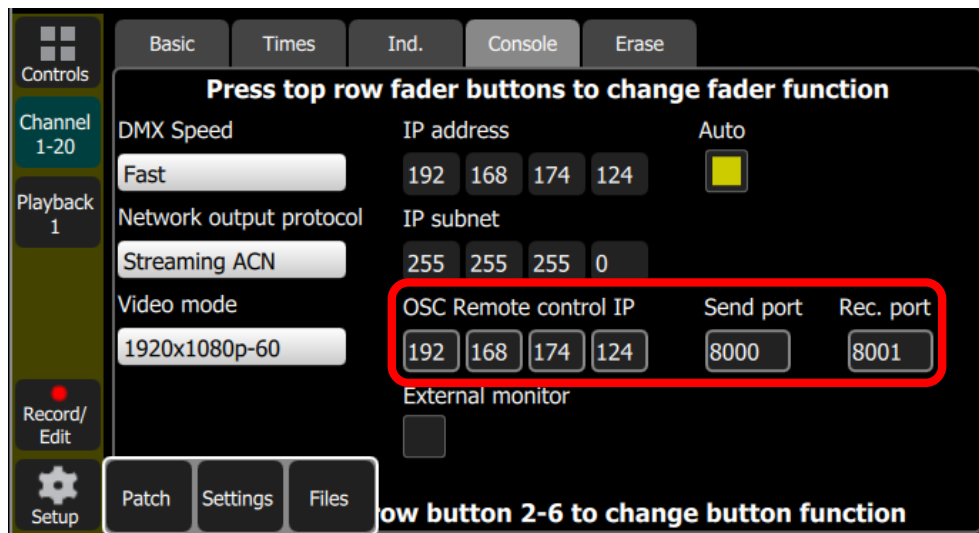 Basic Times Ind. Console Erase
Controls
Press top row fader buttons to change fader function
Channel
1-20
DMX Speed IP address Auto
Fast 192 168 174 124
Playback
1
Network output protocol IP subnet
Streaming ACN 255 255 255 0
Video mode OSC Remote control IP Send port Rec. port
1920x1080p-60 192 168 174 124 8000 8001
External monitor
Record/
Edit
Patch Settings Files
Setup
ow button 2-6 to change button function